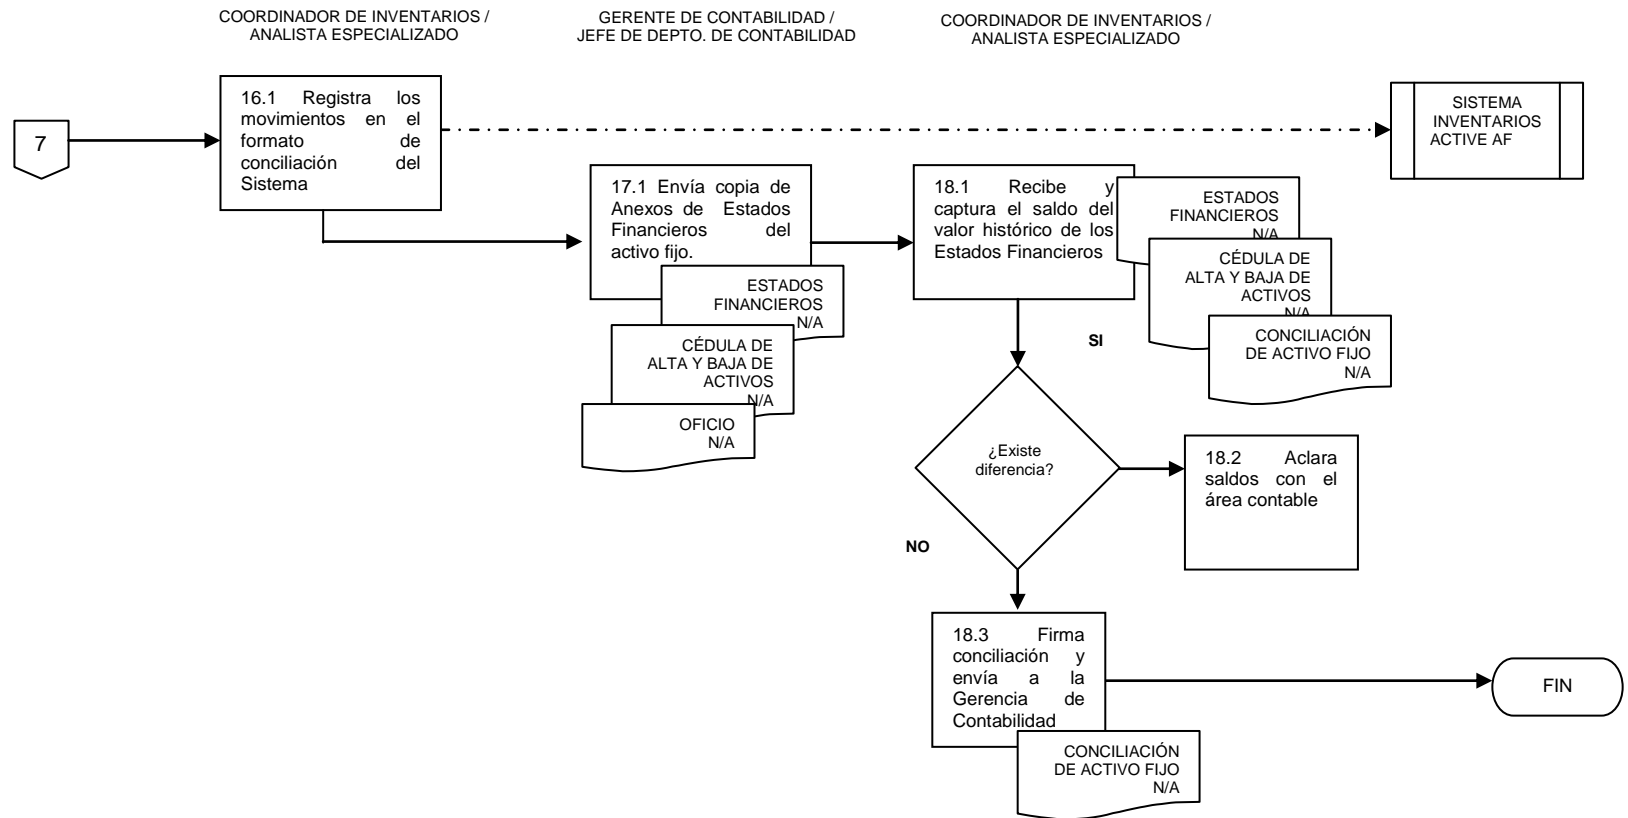 COORDINADOR DE INVENTARIOS /
ANALISTA ESPECIALIZADO
GERENTE DE CONTABILIDAD /
JEFE DE DEPTO. DE CONTABILIDAD
COORDINADOR DE INVENTARIOS /
ANALISTA ESPECIALIZADO
7
16.1 Registra los
movimientos en el
formato de
conciliación del
Sistema
SISTEMA
INVENTARIOS
ACTIVE AF
17.1 Envía copia de
Anexos de Estados
Financieros del
activo fijo.
ESTADOS
FINANCIEROS
N/A
CÉDULA DE
ALTA Y BAJA DE
ACTIVOS
N/A
OFICIO
N/A
18.1 Recibe y
captura el saldo del
valor histórico de los
Estados Financieros
ESTADOS
FINANCIEROS
N/A
CÉDULA DE
ALTA Y BAJA DE
ACTIVOS
N/A
CONCILIACIÓN
DE ACTIVO FIJO
N/A
SI
¿Existe
diferencia?
18.2 Aclara
saldos con el
área contable
NO
18.3 Firma
conciliación y
envía a la
Gerencia de
Contabilidad
CONCILIACIÓN
DE ACTIVO FIJO
N/A
FIN